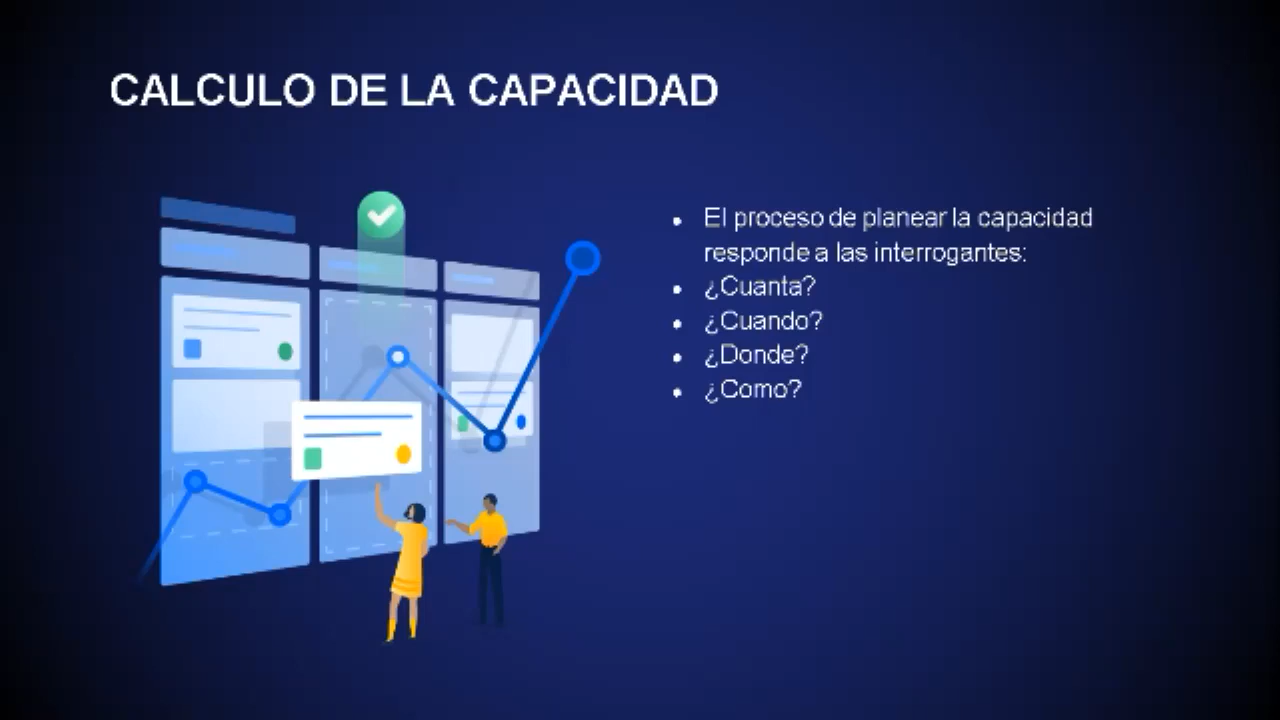 CALCULO DE LA CAPACIDAD
• El proceso de planear la capacidad
responde a las interrogantes:
• ¿Cuanta?
• ¿Cuando?
• ¿Donde?
• ¿Como?